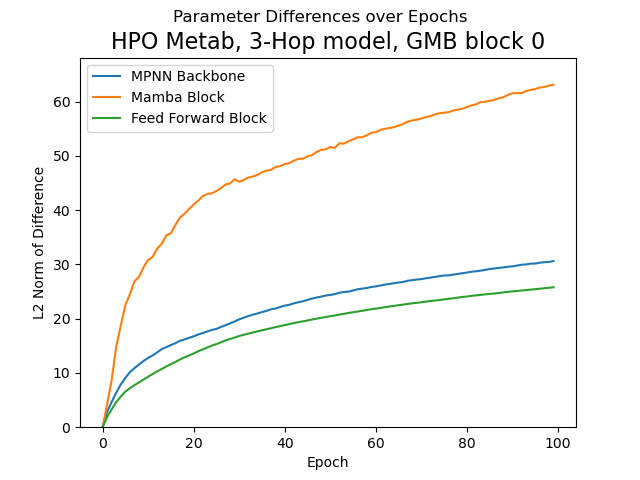 Parameter Differences over Epochs
HPO Metab, 3-Hop model, GMB block 0
MPNN Backbone
Mamba Block
Feed Forward Block
L2 Norm of Difference
60
50
40
30
20
10
0
0 20 40 60 80 100
Epoch